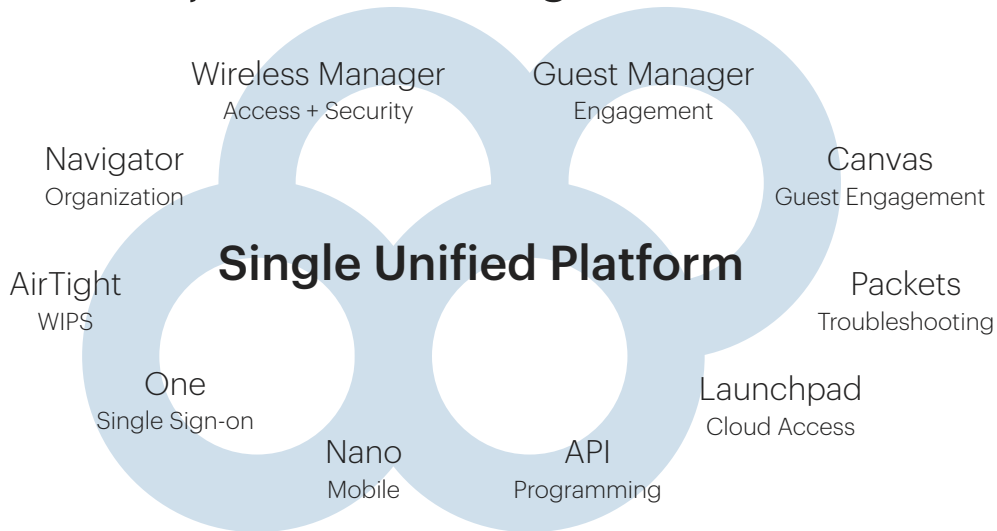 Wireless Manager
Access + Security
Guest Manager
Engagement
Navigator
Organization
Canvas
Guest Engagement
Single Unified Platform
AirTight
WIPS
Packets
Troubleshooting
One
Single Sign-on
Launchpad
Cloud Access
Nano
Mobile
API
Programming